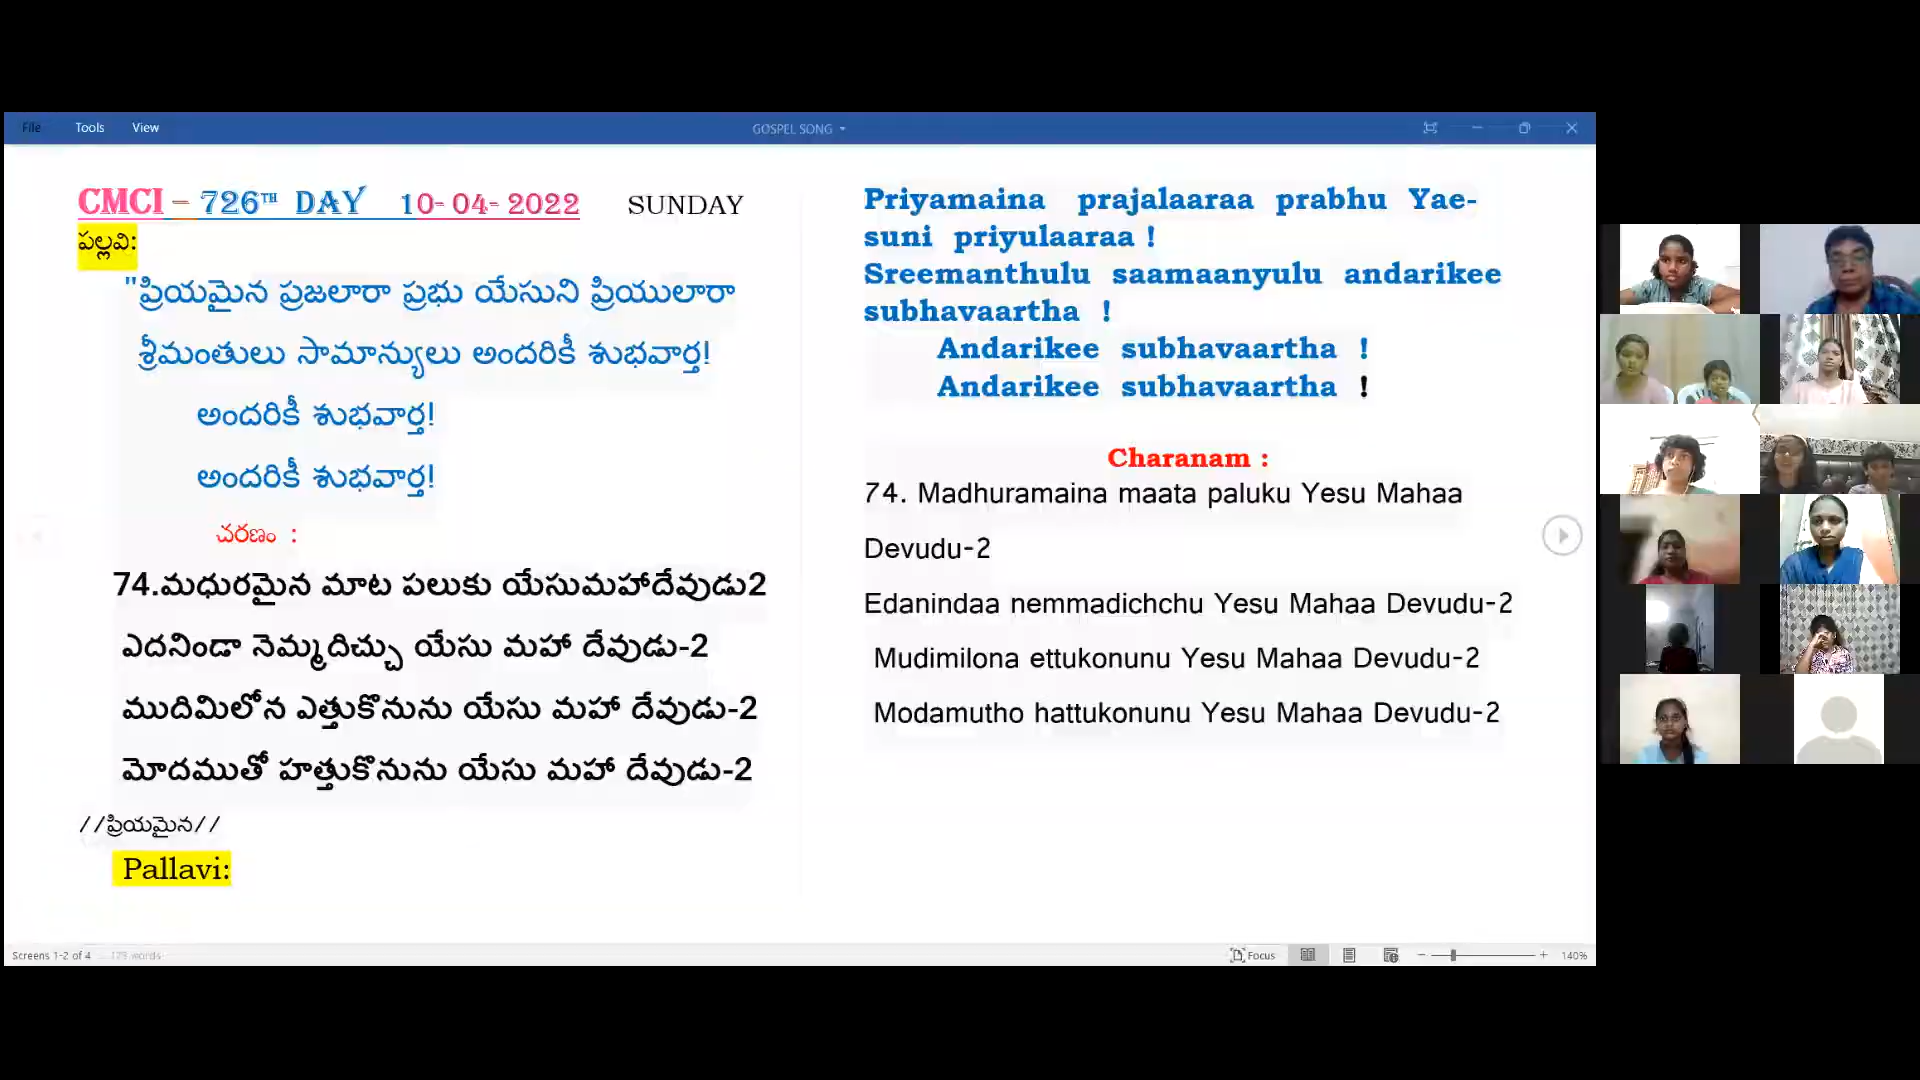 File Tools View GOSPEL SONG
CMCI – 726TH DAY 10-04-2022 SUNDAY
పల్లవి:
"ప్రియమైన ప్రజలారా ప్రభు యేసుని ప్రియులారా
శ్రీమంతులు సామాన్యులు అందరికీ శుభవార్త!
అందరికీ శుభవార్త!
అందరికీ శుభవార్త!
చరణం :
74.మధురమైన మాట పలుకు యేసుమహాదేవుడు2
ఎదనిండా నెమ్మదిచ్చు యేసు మహా దేవుడు-2
ముదిమిలోన ఎత్తుకొనును యేసు మహా దేవుడు-2
మోదముతో హత్తుకొనును యేసు మహా దేవుడు-2
//ప్రియమైన//
Pallavi:
Priyamaina prajalaaraa prabhu Yae-
suni priyulaaraa !
Sreemanthulu saamaanyulu andarikee
subhavaartha !
Andarikee subhavaartha !
Andarikee subhavaartha !
Charanam :
74. Madhuramaina maata paluku Yesu Mahaa
Devudu-2
Edanindaa nemmadichchu Yesu Mahaa Devudu-2
Mudimilona ettukonunu Yesu Mahaa Devudu-2
Modamutho hattukonunu Yesu Mahaa Devudu-2
Screens 1-2 of 4 129 words Focus 140%